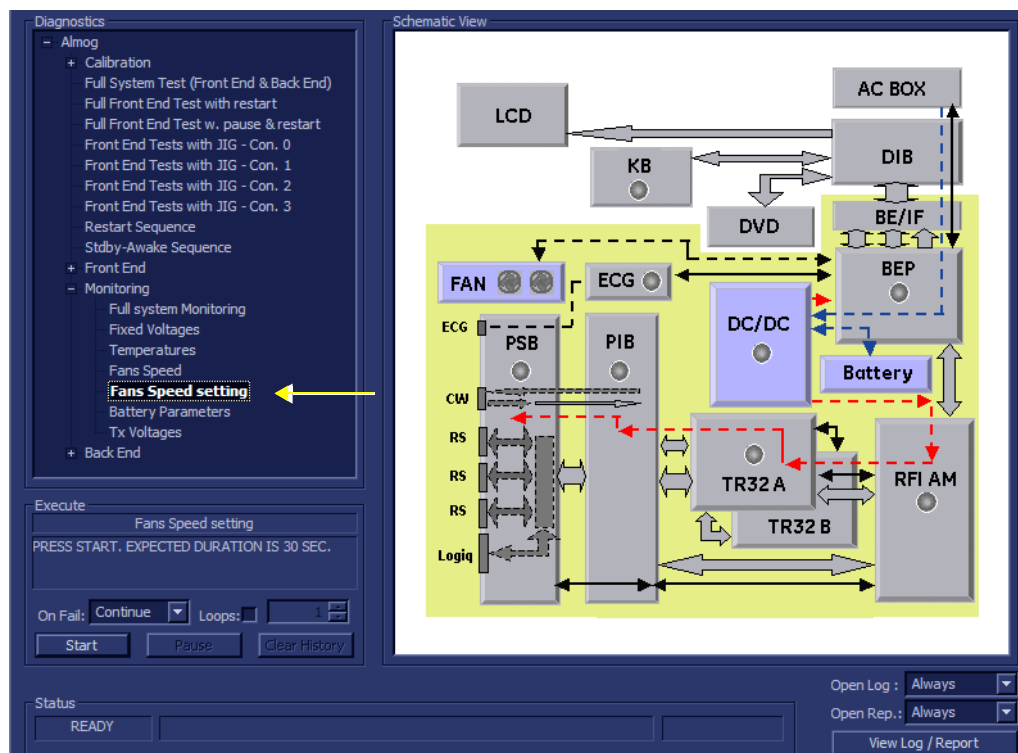 Diagnostics
Almog
Calibration
Full System Test (Front End & Back End)
Full Front End Test with restart
Full Front End Test w. pause & restart
Front End Tests with JIG - Con. 0
Front End Tests with JIG - Con. 1
Front End Tests with JIG - Con. 2
Front End Tests with JIG - Con. 3
Restart Sequence
Stdby-Awake Sequence
Front End
Monitoring
Full system Monitoring
Fixed Voltages
Temperatures
Fans Speed
Fans Speed setting
Battery Parameters
Tx Voltages
Back End
Execute
Fans Speed setting
PRESS START. EXPECTED DURATION IS 30 SEC.
On Fail: Continue Loops: 1
Start Pause Clear History
Schematic View
AC BOX
LCD
DIB
KB
DVD
BE/IF
BEP
FAN
ECG
DC/DC
ECG
PSB
PIB
Battery
CW
RS
RS
TR32 A
RFI AM
RS
TR32 B
Logiq
Open Log : Always
Status
Open Rep.: Always
READY
View Log / Report